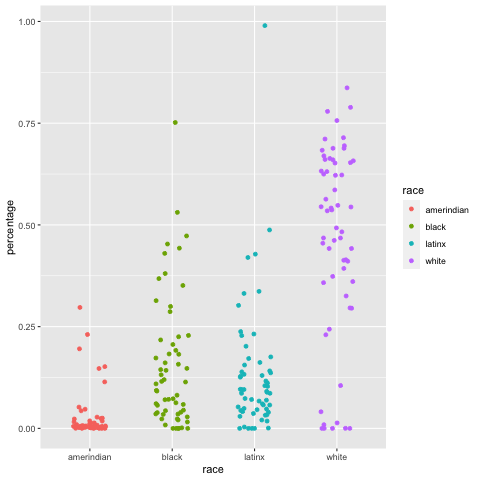 1.00
0.75
0.50
0.25
0.00
percentage
amerindian
black
latinx
white
race
race
amerindian
black
latinx
white